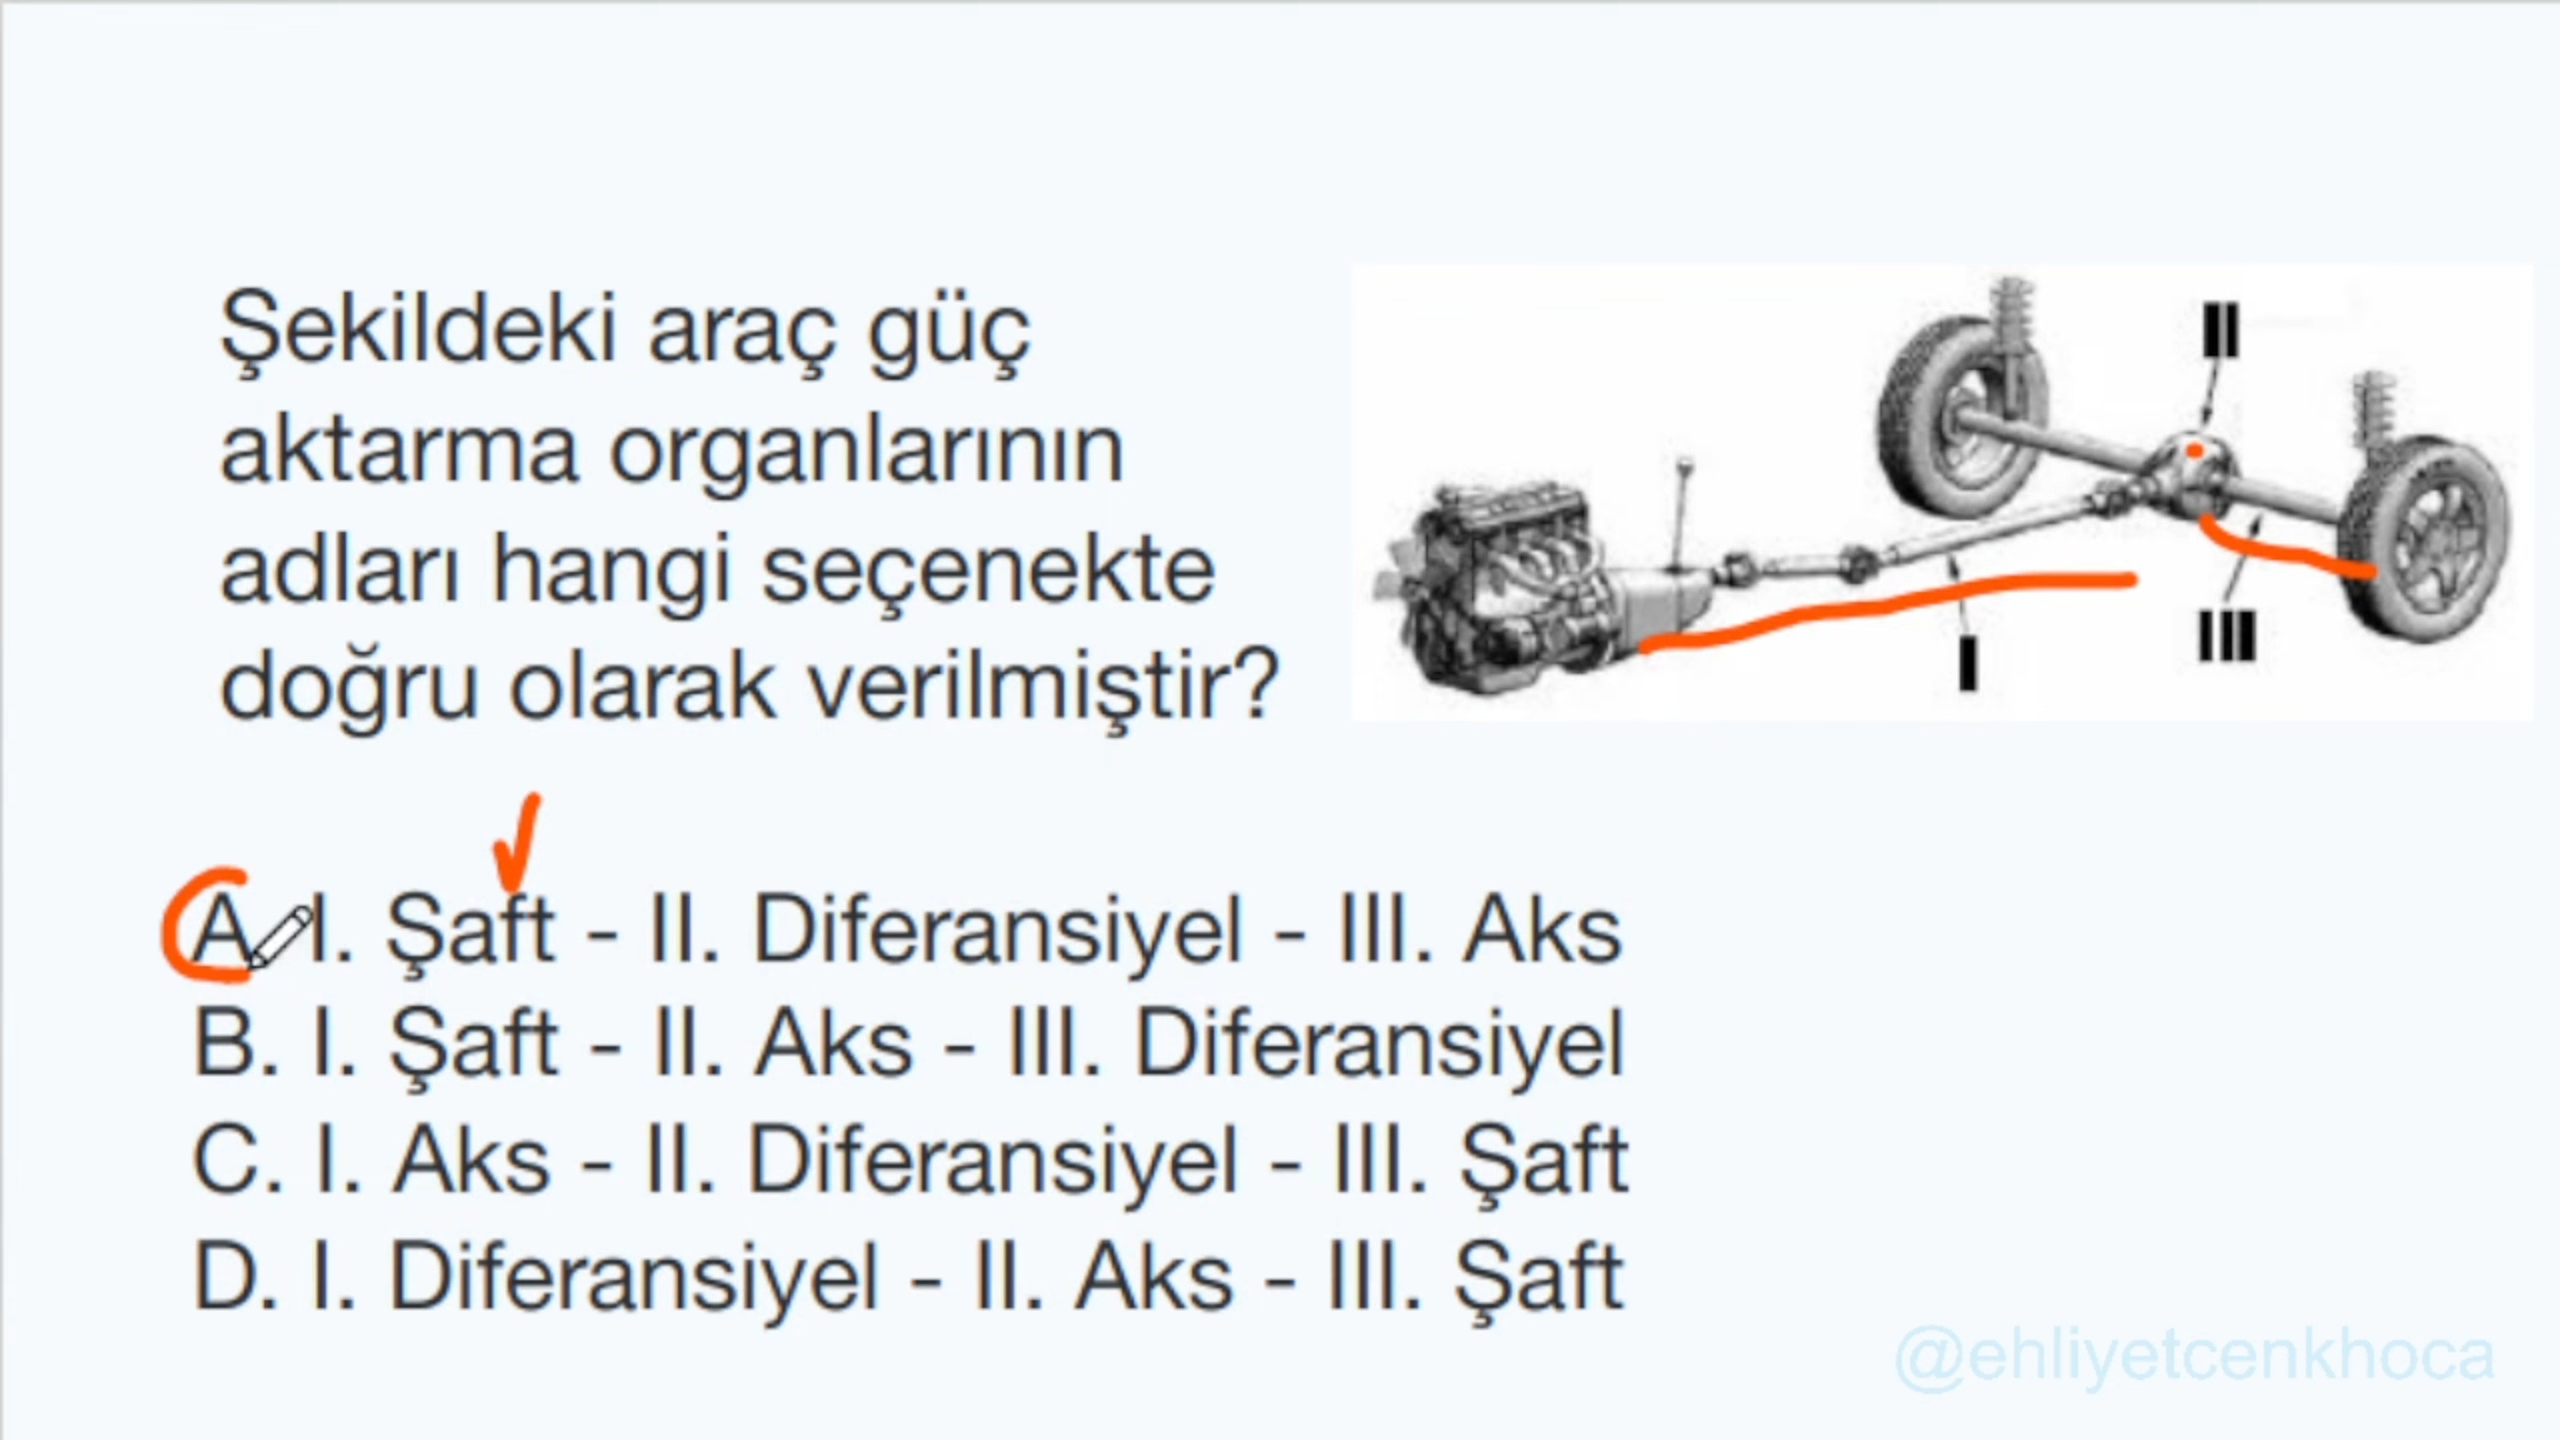 Şekildeki araç güç
aktarma organlarının
adları hangi seçenekte
doğru olarak verilmiştir?
II
I
III
A I. Şaft - II. Diferansiyel - III. Aks
B. I. Şaft - II. Aks - III. Diferansiyel
C. I. Aks - II. Diferansiyel - III. Şaft
D. I. Diferansiyel - II. Aks - III. Şaft
@ehliyetcenkhoca